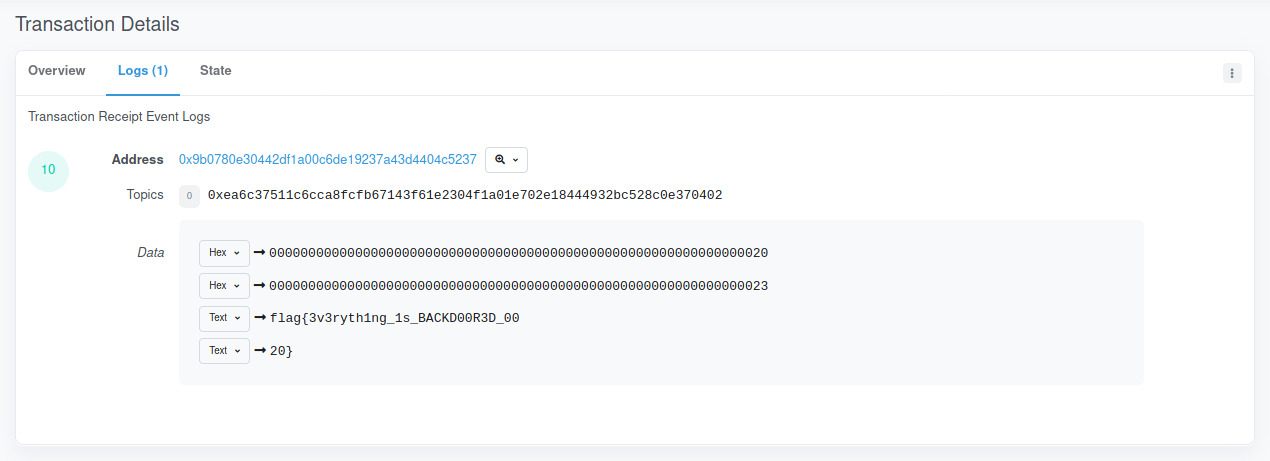 Transaction Details
Overview Logs (1) State
Transaction Receipt Event Logs
10 Address 0x9b0780e30442df1a00c6de19237a43d4404c5237
Topics 0 0xea6c37511c6cca8fcfb67143f61e2304f1a01e702e18444932bc528c0e370402
Data Hex 0000000000000000000000000000000000000000000000000000000000000020
Hex 0000000000000000000000000000000000000000000000000000000000000023
Text flag{3v3ryth1ng_1s_BACKD00R3D_00
Text 20}